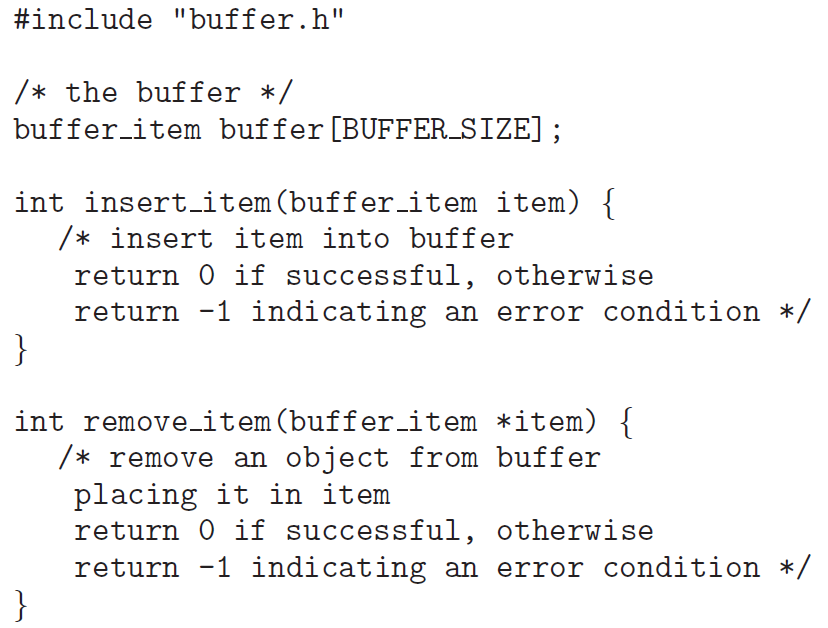 #include "buffer.h"
/* the buffer */
buffer_item buffer[BUFFER_SIZE];
int insert_item(buffer_item item) {
/* insert item into buffer
return 0 if successful, otherwise
return -1 indicating an error condition */
}
int remove_item(buffer_item *item) {
/* remove an object from buffer
placing it in item
return 0 if successful, otherwise
return -1 indicating an error condition */
}